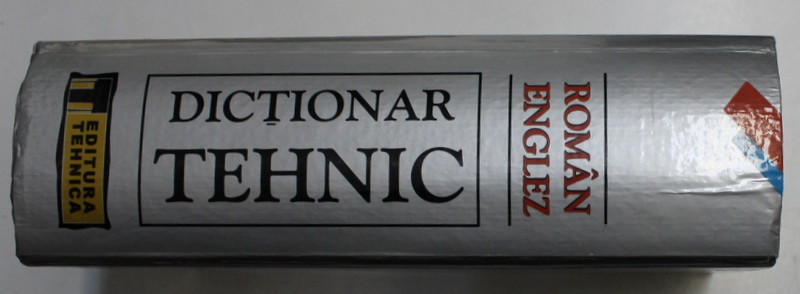 EDITURA
TEHNICA
DICȚIONAR
TEHNIC
ROMÂN
ENGLEZ